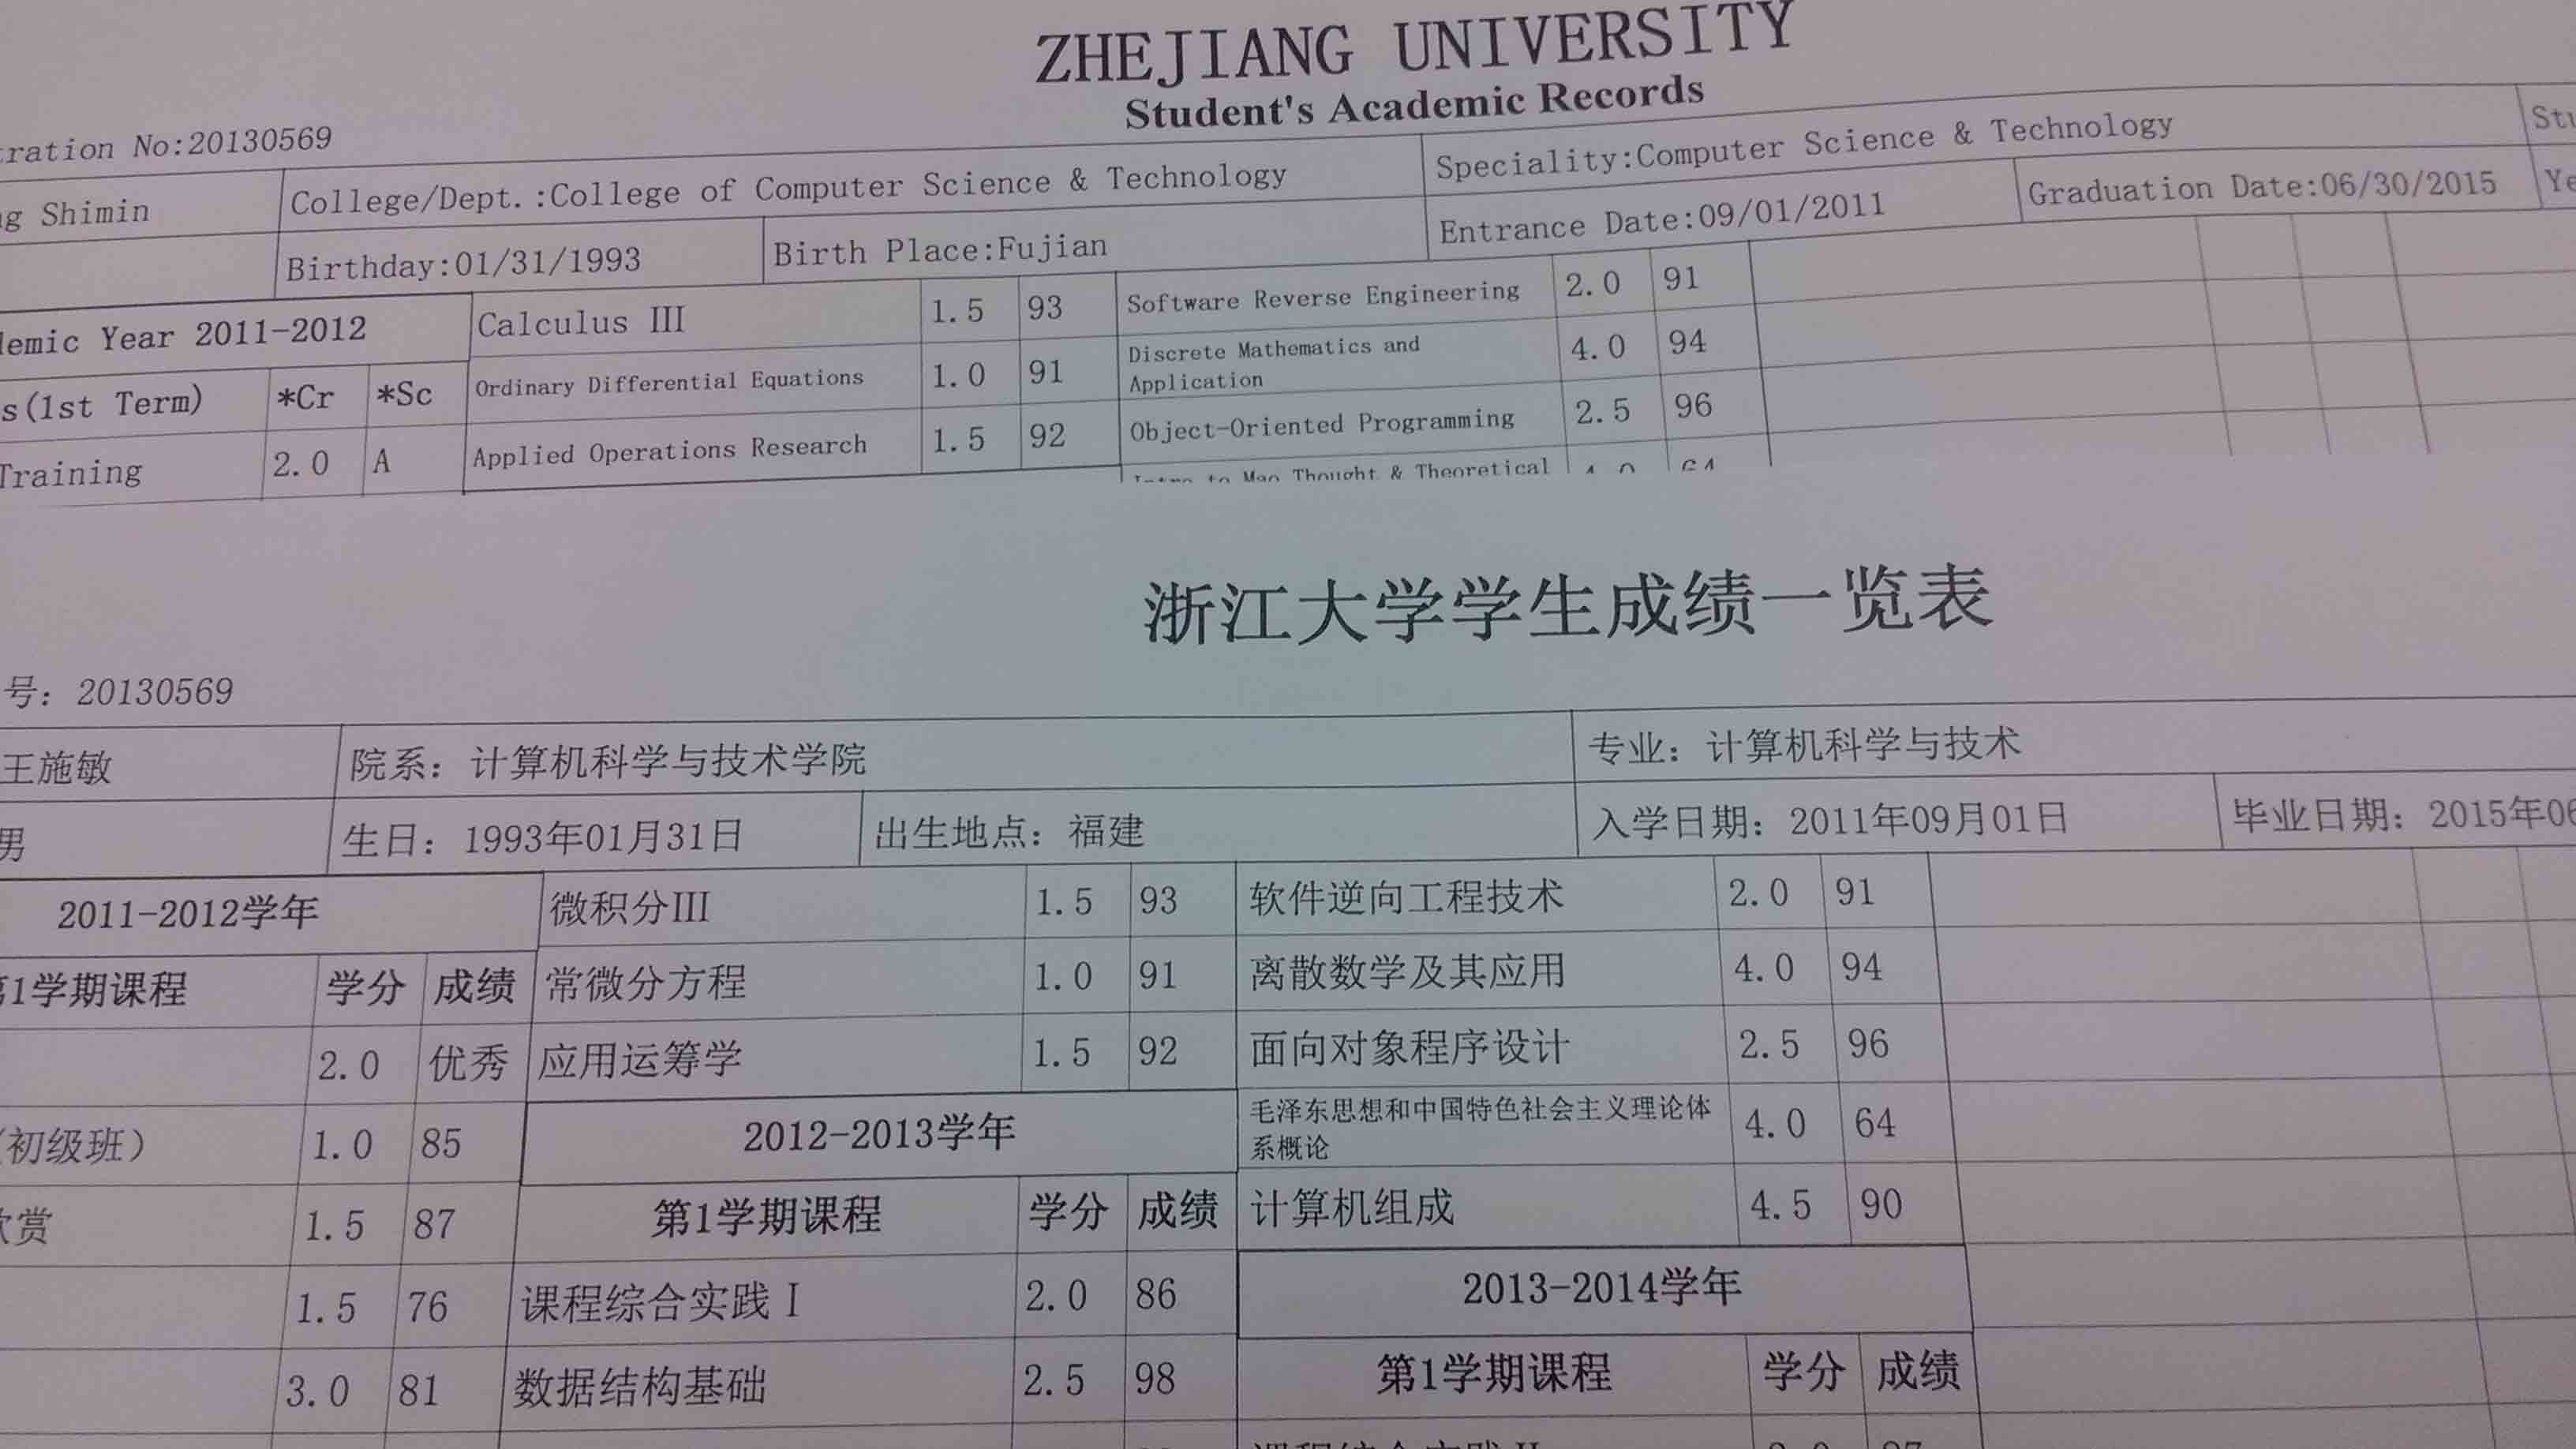 ZHEJIANG UNIVERSITY
Student's Academic Records
No:20130569
Shimin
College/Dept.:College of Computer Science & Technology
Speciality:Computer Science & Technology
Birthday:01/31/1993
Birth Place:Fujian
Entrance Date:09/01/2011
Graduation Date:06/30/2015
Year 2011-2012
Calculus III 1.5 93
Software Reverse Engineering 2.0 91
(1st Term) *Cr *Sc
Ordinary Differential Equations 1.0 91
Discrete Mathematics and
Application 4.0 94
Training 2.0 A
Applied Operations Research 1.5 92
Object-Oriented Programming 2.5 96
Intro to Mao Thought & Theoretical 4.0 64
浙江大学学生成绩一览表
号: 20130569
王施敏
院系: 计算机科学与技术学院
专业: 计算机科学与技术
男
生日: 1993年01月31日
出生地点: 福建
入学日期: 2011年09月01日
毕业日期: 2015年06
2011-2012学年
微积分III 1.5 93
软件逆向工程技术 2.0 91
第1学期课程 学分 成绩
常微分方程 1.0 91
离散数学及其应用 4.0 94
2.0 优秀
应用运筹学 1.5 92
面向对象程序设计 2.5 96
(初级班) 1.0 85
2012-2013学年
毛泽东思想和中国特色社会主义理论体
系概论 4.0 64
欣赏 1.5 87
第1学期课程 学分 成绩
计算机组成 4.5 90
1.5 76
课程综合实践 I 2.0 86
2013-2014学年
3.0 81
数据结构基础 2.5 98
第1学期课程 学分 成绩